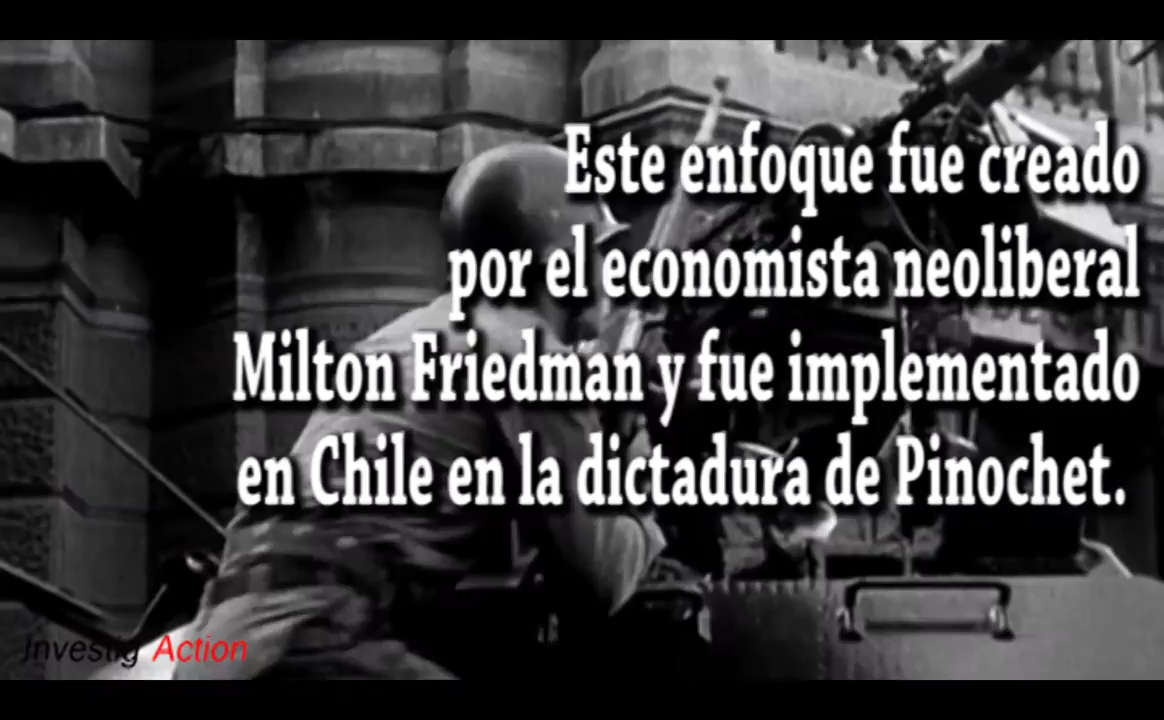 Este enfoque fue creado
por el economista neoliberal
Milton Friedman y fue implementado
en Chile en la dictadura de Pinochet.
Investig Action